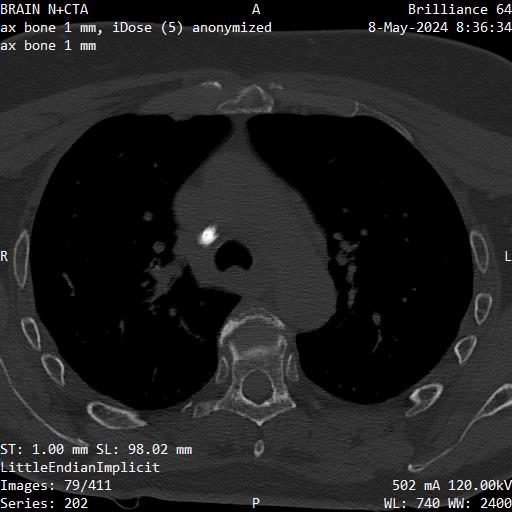 BRAIN N+CTA
A
Brilliance 64
ax bone 1 mm, iDose (5) anonymized
8-May-2024 8:36:34
ax bone 1 mm
R
L
ST: 1.00 mm SL: 98.02 mm
LittleEndianImplicit
Images: 79/411
502 mA 120.00kV
Series: 202
P
WL: 740 WW: 2400